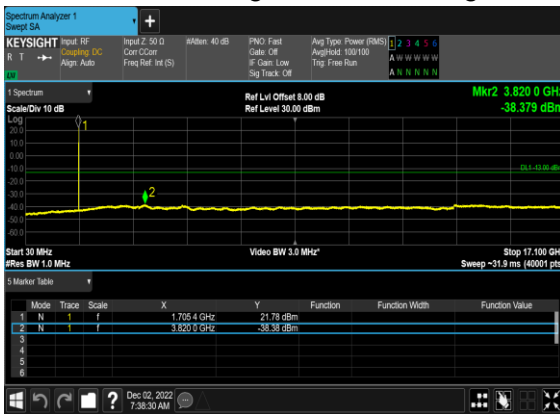 Spectrum Analyzer 1
Swept SA
+
KEYSIGHT Input: RF Input Z: 50 Ω #Atten: 40 dB PNO: Fast Avg Type: Power (RMS) 1 2 3 4 5 6
R T Coupling: DC Corr CCorr Gate: Off Avg|Hold: 100/100 A W W W W W
Align: Auto Freq Ref: Int (S) IF Gain: Low Trig: Free Run
LV Sig Track: Off A N N N N N
1 Spectrum Ref Lvl Offset 8.00 dB Mkr2 3.820 0 GHz
Scale/Div 10 dB Ref Level 30.00 dBm -38.379 dBm
Log
20.0
10.0
0.00
-10.0
-20.0
-30.0
-40.0
-50.0
-60.0
1
2
DL1 -13.00 dBm
Start 30 MHz Video BW 3.0 MHz* Stop 17.100 GHz
#Res BW 1.0 MHz Sweep ~31.9 ms (40001 pts)
5 Marker Table
Mode Trace Scale X Y Function Function Width Function Value
1 N 1 f 1.705 4 GHz 21.78 dBm
2 N 1 f 3.820 0 GHz -38.38 dBm
3
4
5
6
? Dec 02, 2022
7:38:30 AM